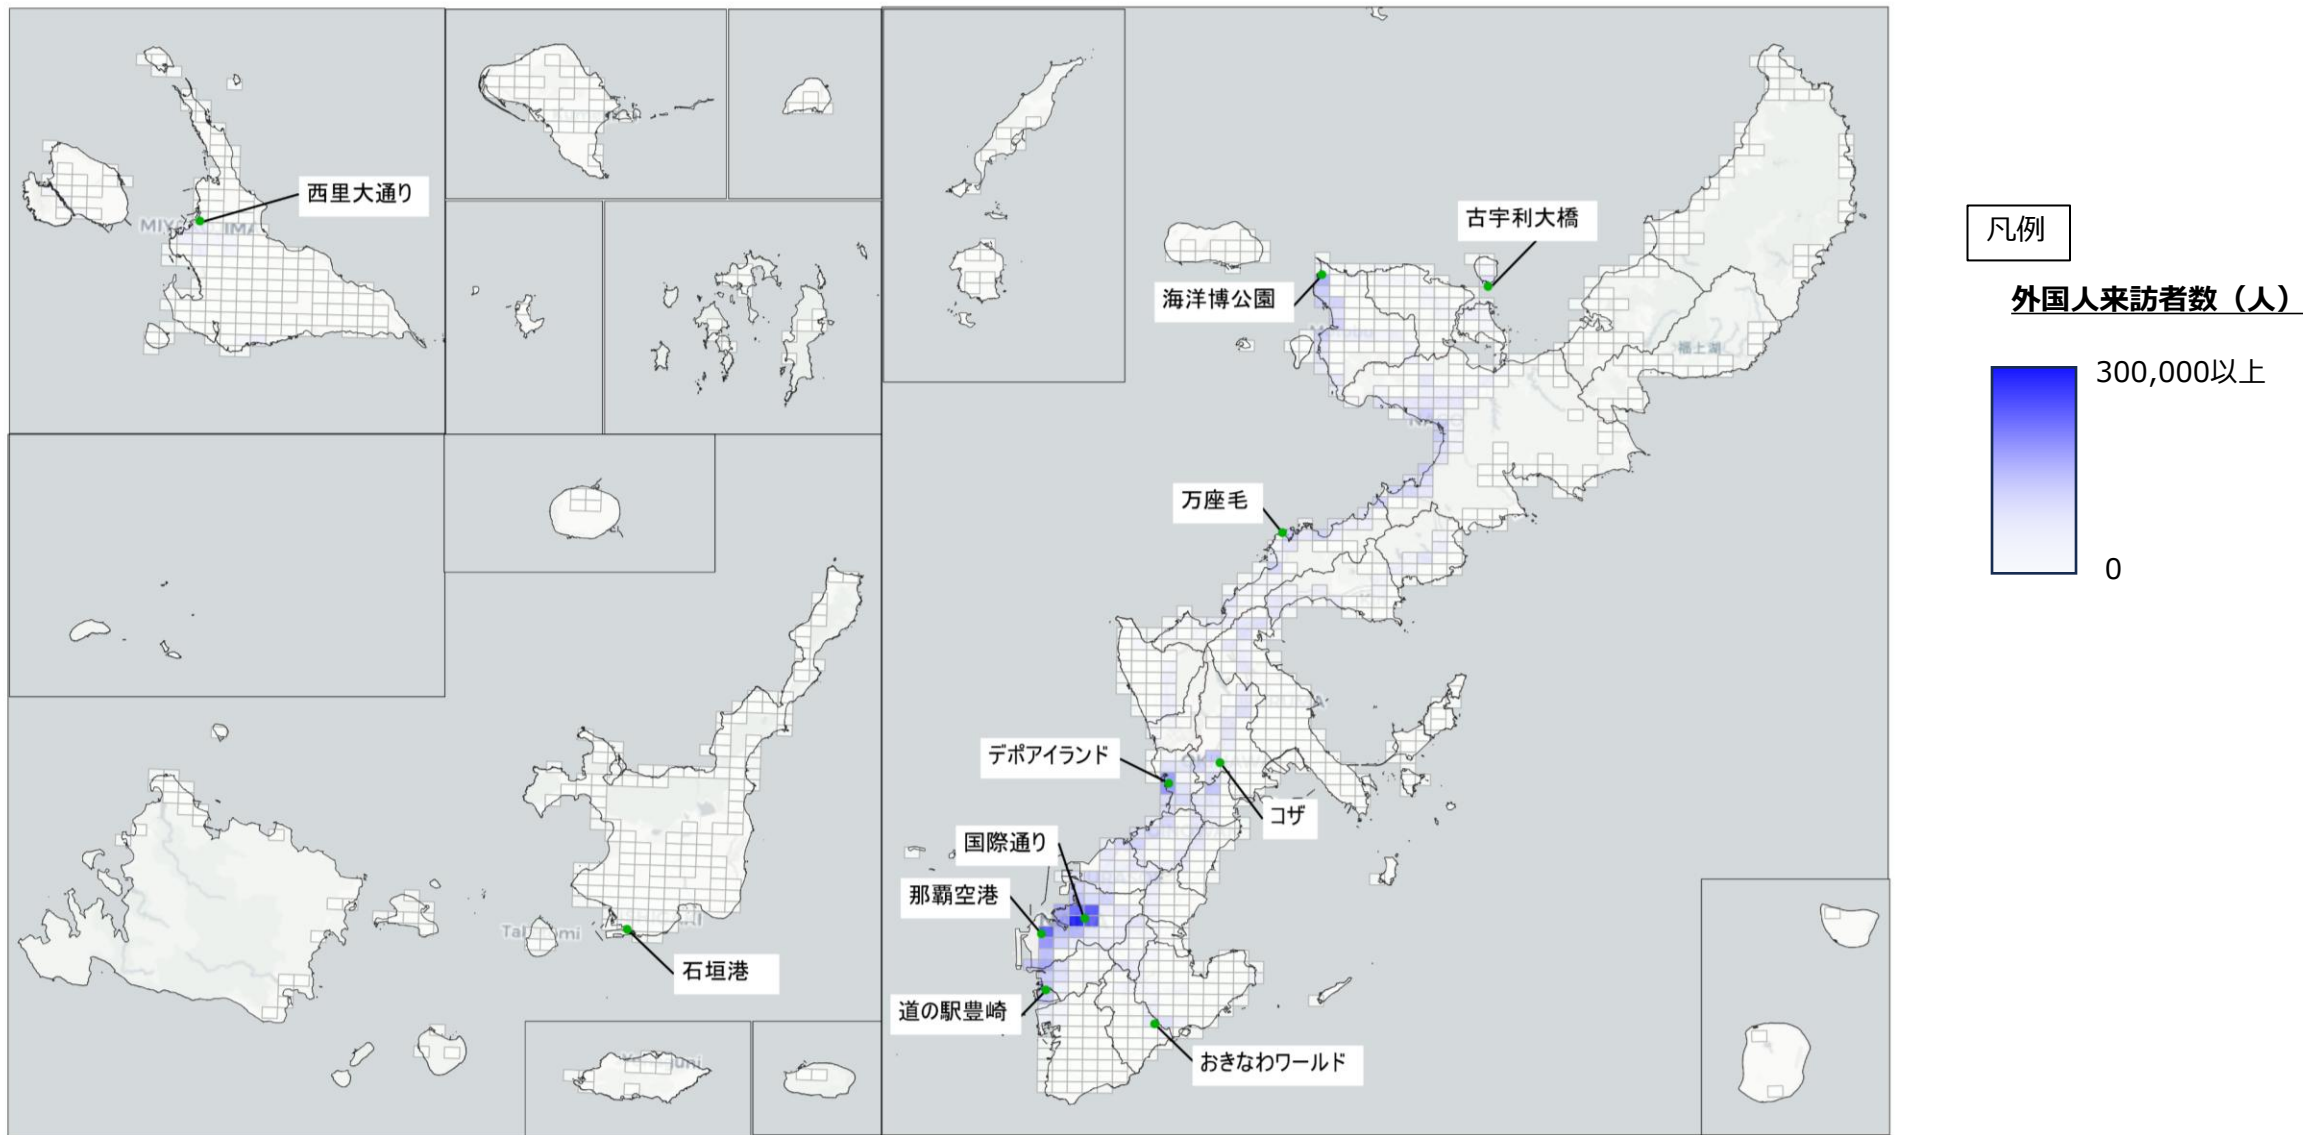 西里大通り
古宇利大橋
海洋博公園
福上湖
万座毛
デポアイランド
コザ
国際通り
那覇空港
石垣港
道の駅豊崎
おきなわワールド
凡例
外国人来訪者数（人）
300,000以上
0